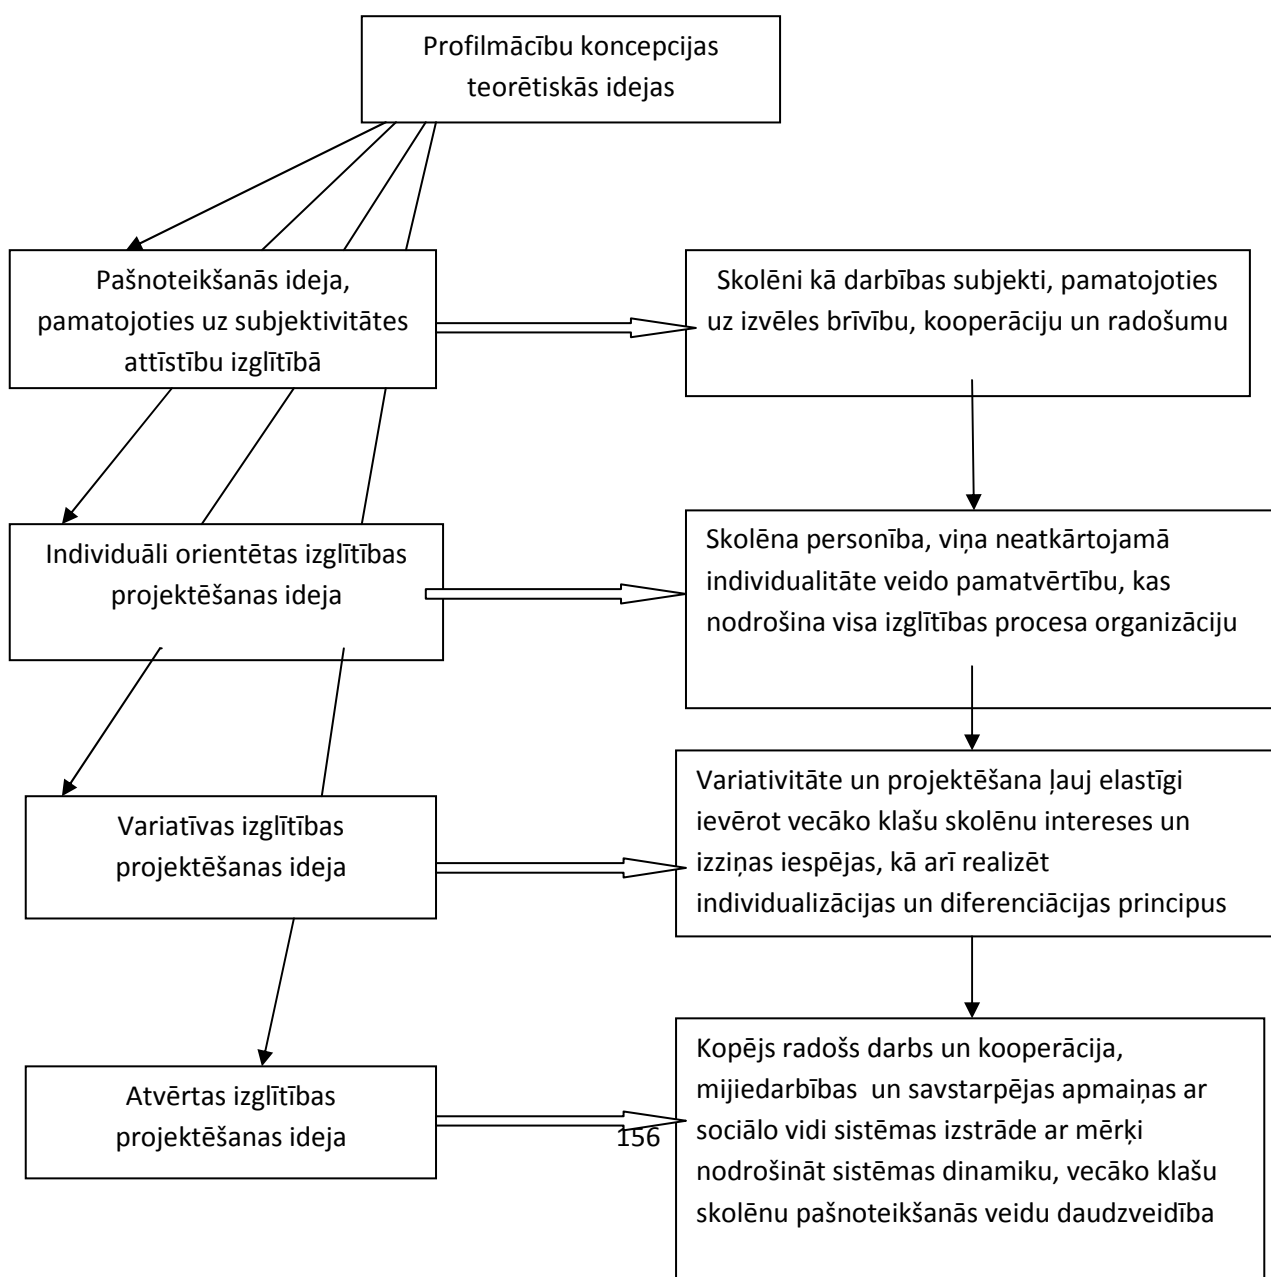 Profilmācību koncepcijas
teorētiskās idejas
Pašnoteikšanās ideja,
pamatojoties uz subjektivitātes
attīstību izglītībā
Skolēni kā darbības subjekti, pamatojoties
uz izvēles brīvību, kooperāciju un radošumu
Individuāli orientētas izglītības
projektēšanas ideja
Skolēna personība, viņa neatkārtojamā
individualitāte veido pamatvērtību, kas
nodrošina visa izglītības procesa organizāciju
Variatīvas izglītības
projektēšanas ideja
Variativitāte un projektēšana ļauj elastīgi
ievērot vecāko klašu skolēnu intereses un
izziņas iespējas, kā arī realizēt
individualizācijas un diferenciācijas principus
Atvērtas izglītības
projektēšanas ideja
Kopējs radošs darbs un kooperācija,
mijiedarbības  un savstarpējas apmaiņas ar
sociālo vidi sistēmas izstrāde ar mērķi
nodrošināt sistēmas dinamiku, vecāko klašu
skolēnu pašnoteikšanās veidu daudzveidība
156